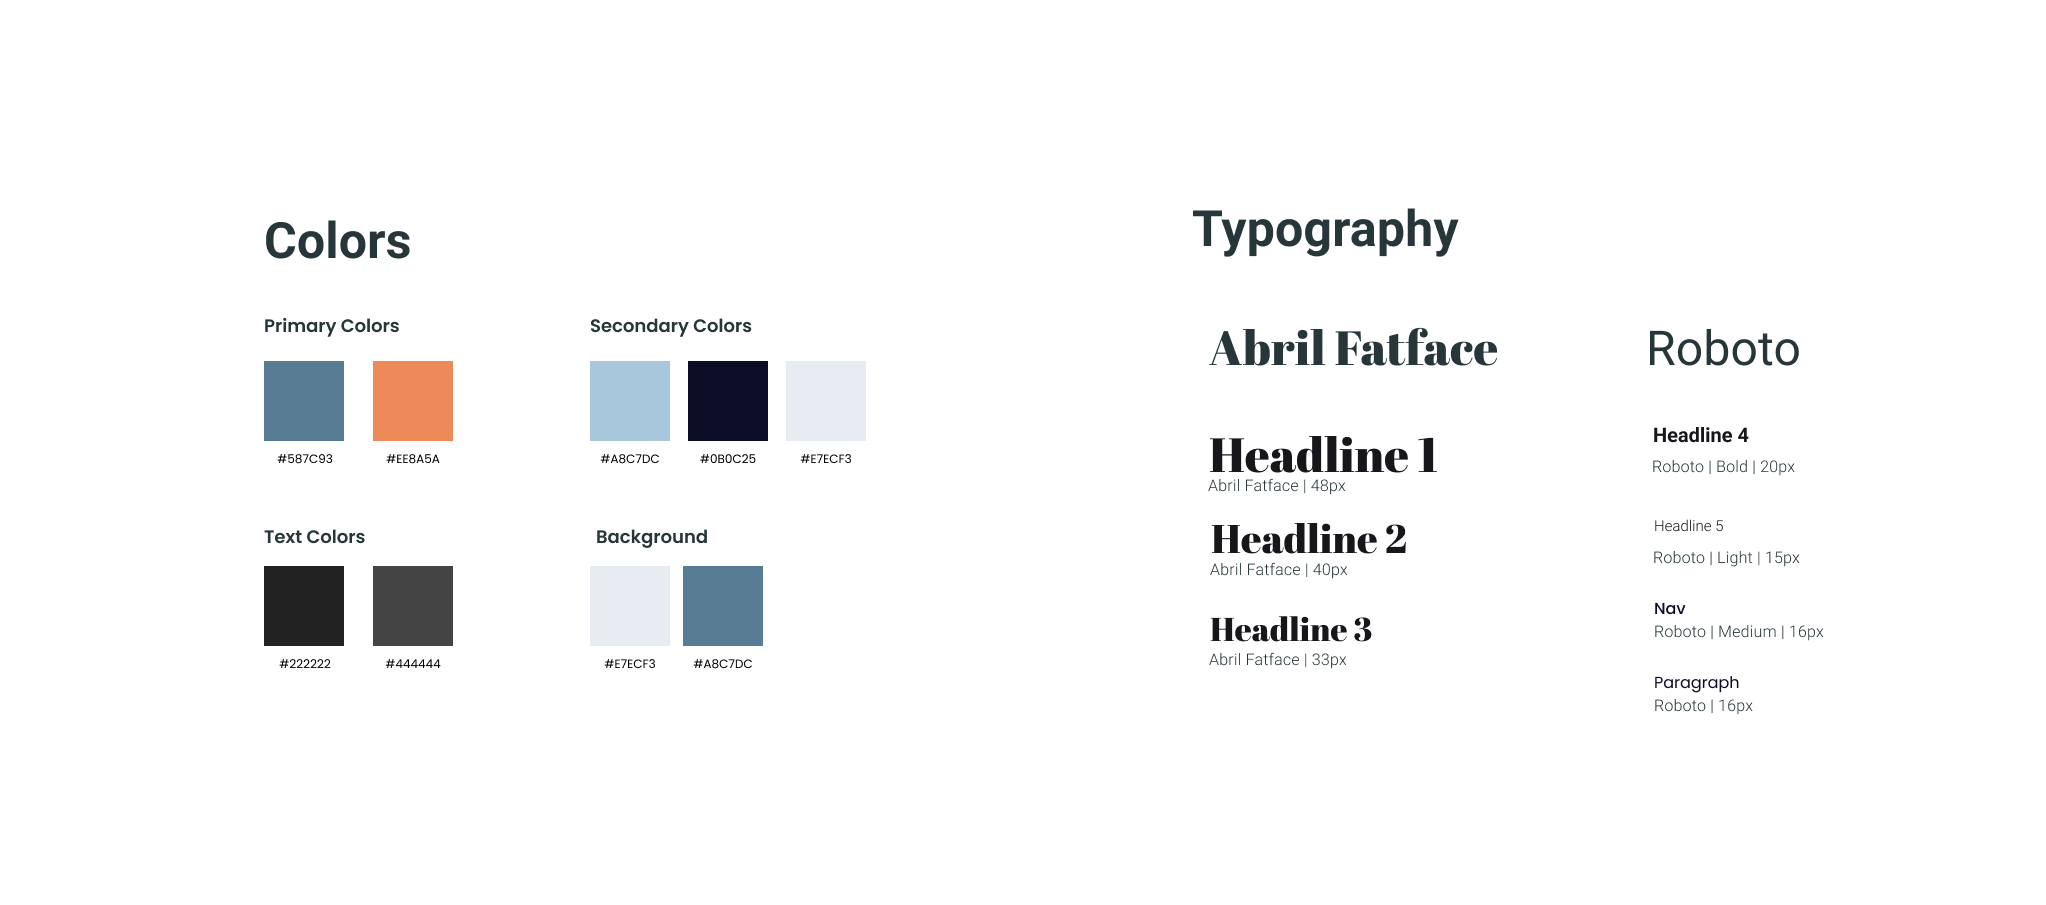 Colors
Primary Colors
#587C93
#EE8A5A
Secondary Colors
#A8C7DC
#0B0C25
#E7ECF3
Text Colors
#222222
#444444
Background
#E7ECF3
#A8C7DC
Typography
Abril Fatface
Headline 1
Abril Fatface | 48px
Headline 2
Abril Fatface | 40px
Headline 3
Abril Fatface | 33px
Roboto
Headline 4
Roboto | Bold | 20px
Headline 5
Roboto | Light | 15px
Nav
Roboto | Medium | 16px
Paragraph
Roboto | 16px